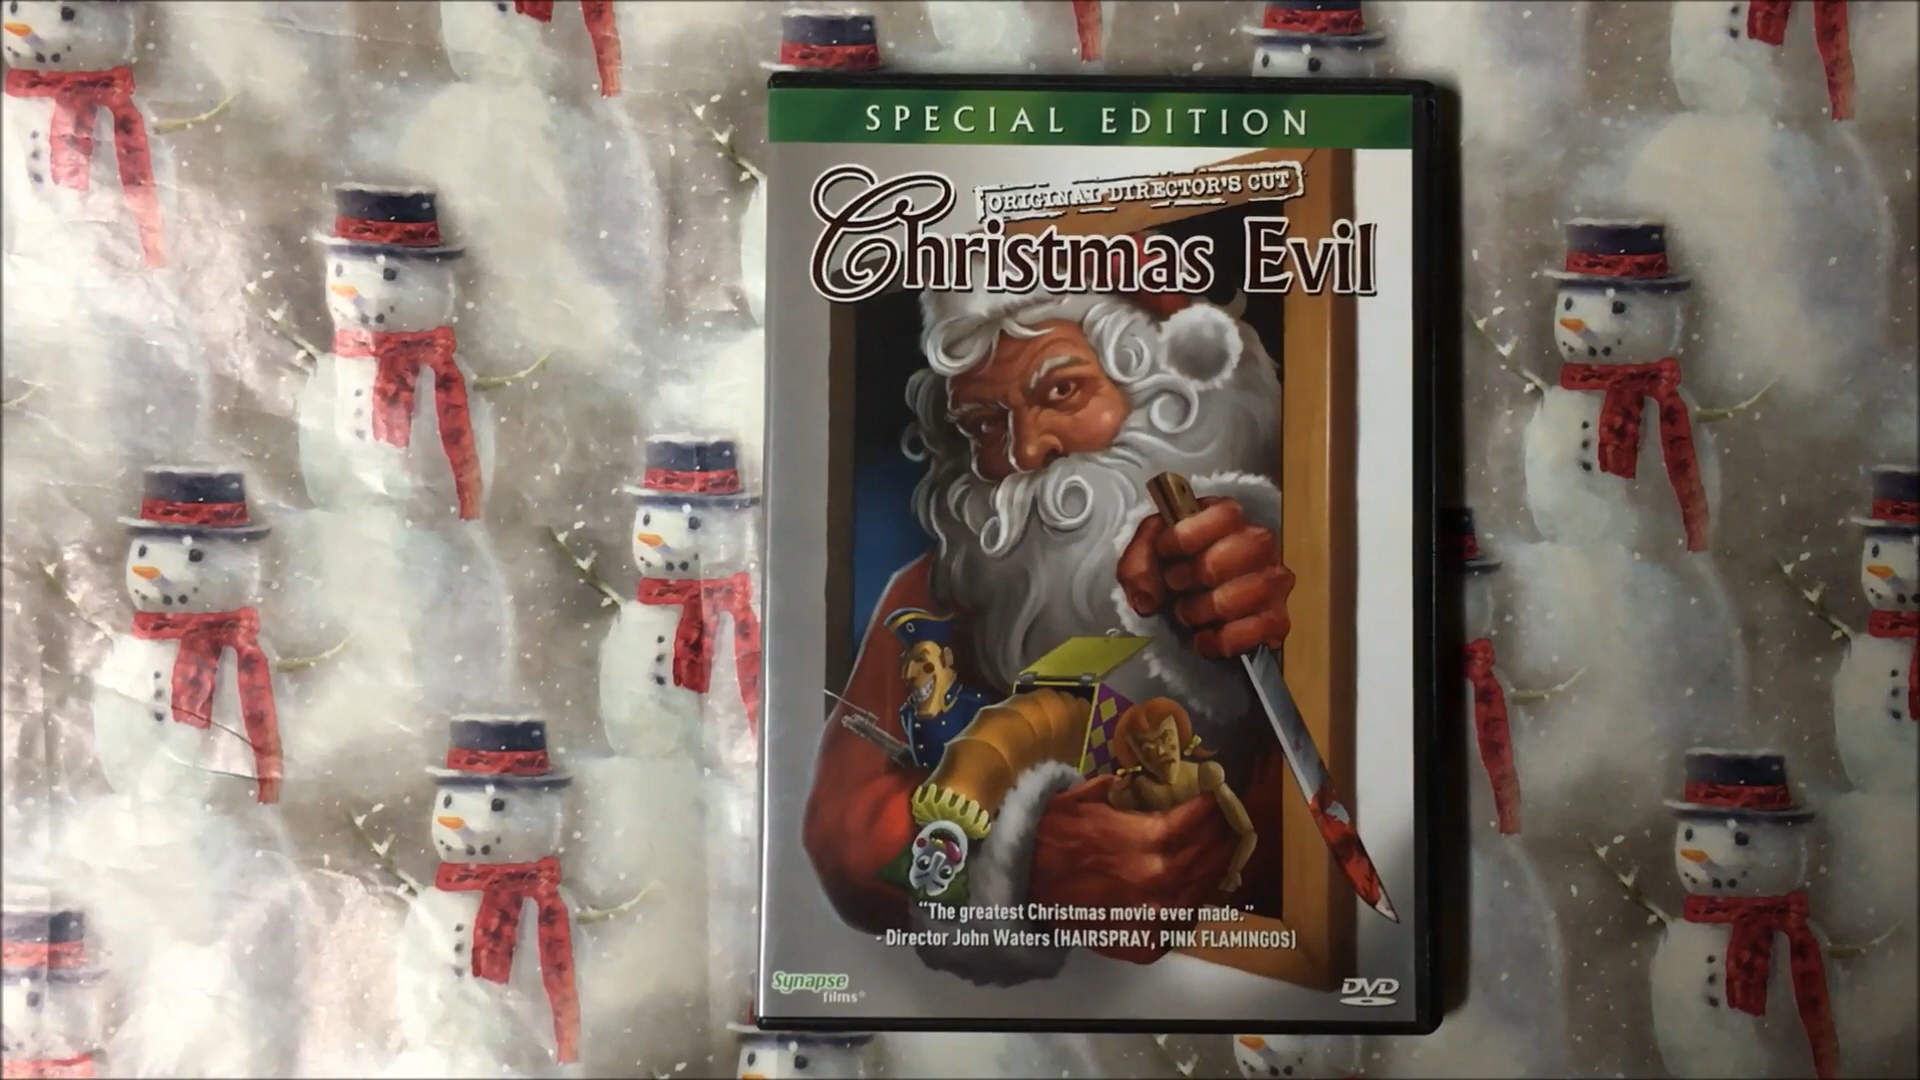 SPECIAL EDITION
ORIGINAL DIRECTOR'S CUT
Christmas Evil
“The greatest Christmas movie ever made.”
- Director John Waters (HAIRSPRAY, PINK FLAMINGOS)
Synapse
films®
DVD